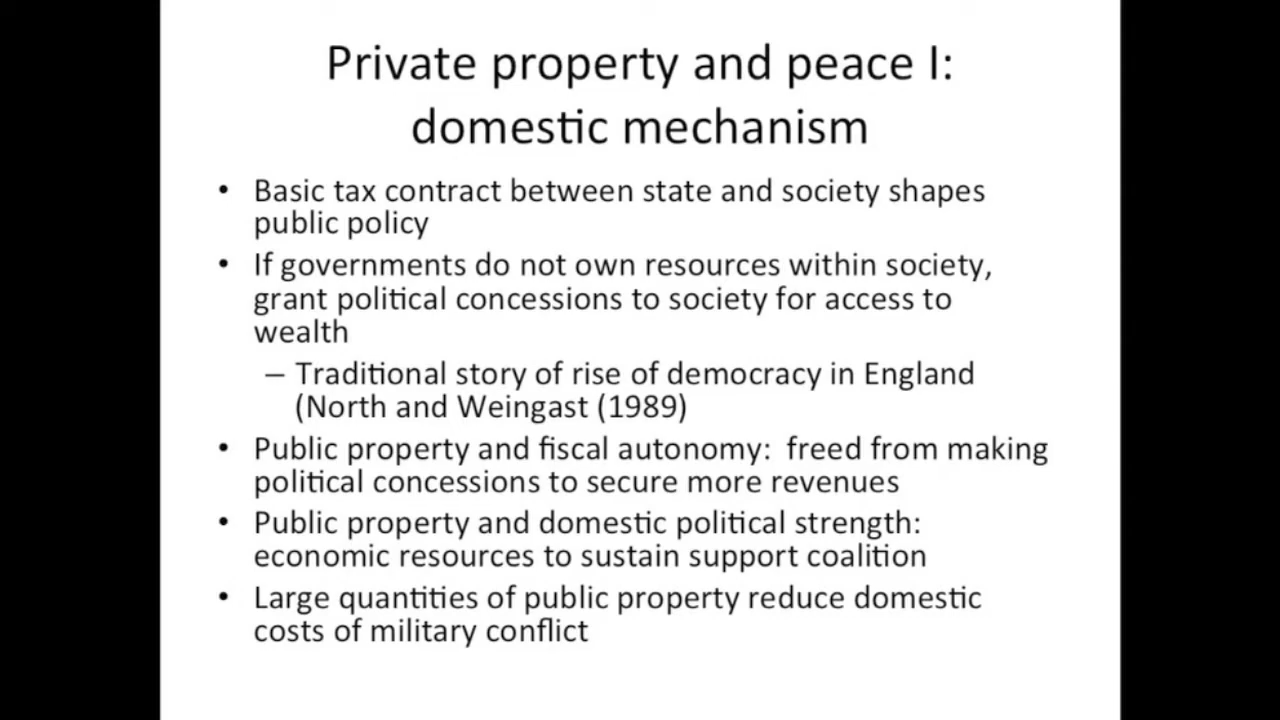 Private property and peace I:
domestic mechanism
• Basic tax contract between state and society shapes
public policy
• If governments do not own resources within society,
grant political concessions to society for access to
wealth
– Traditional story of rise of democracy in England
(North and Weingast (1989)
• Public property and fiscal autonomy:  freed from making
political concessions to secure more revenues
• Public property and domestic political strength:
economic resources to sustain support coalition
• Large quantities of public property reduce domestic
costs of military conflict